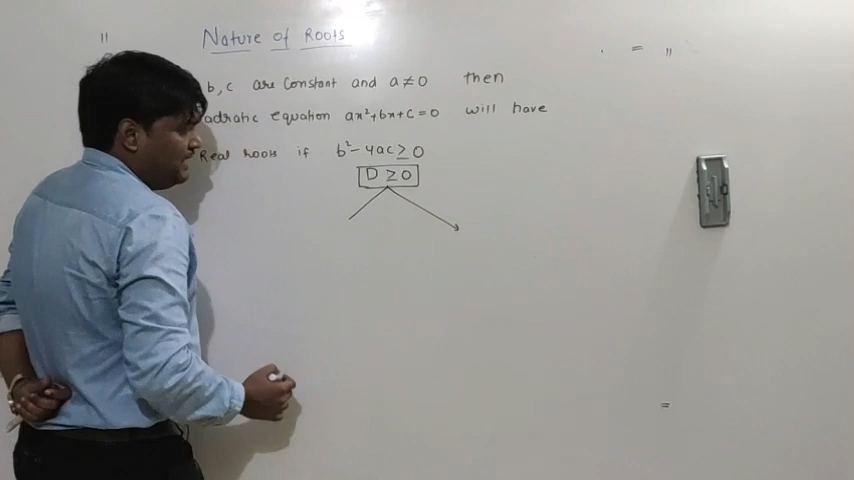 Nature of Roots
b, c are Constant and a ≠ 0 then
adratic equation ax²+bx+c=0 will have
Real roots if b²-4ac ≥ 0
D ≥ 0